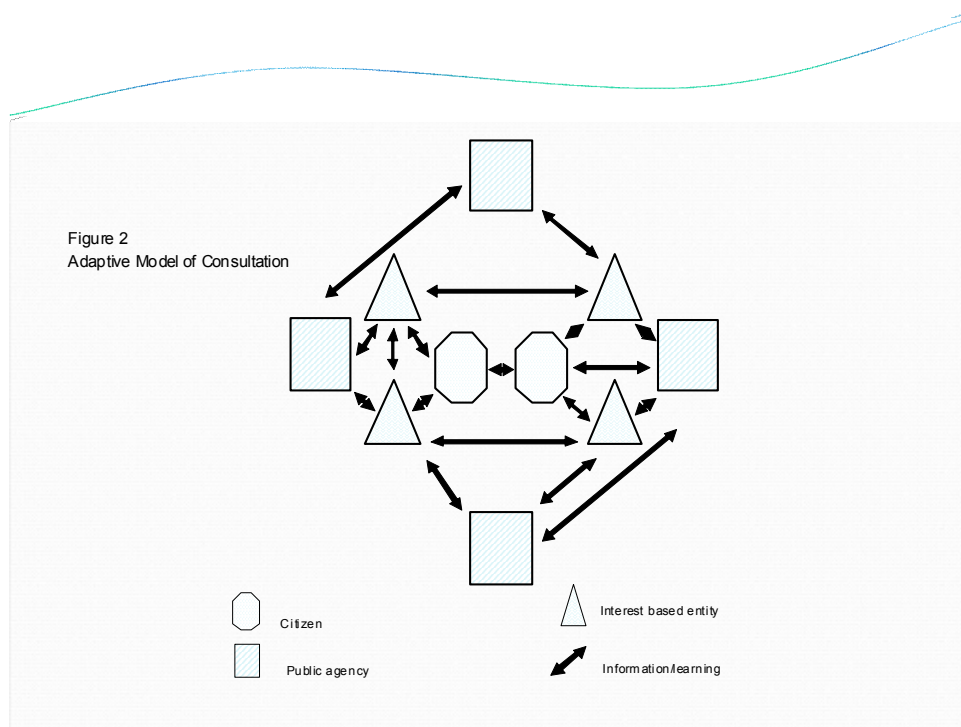 Figure 2
Adaptive Model of Consultation
Citizen
Interest based entity
Public agency
Information/learning